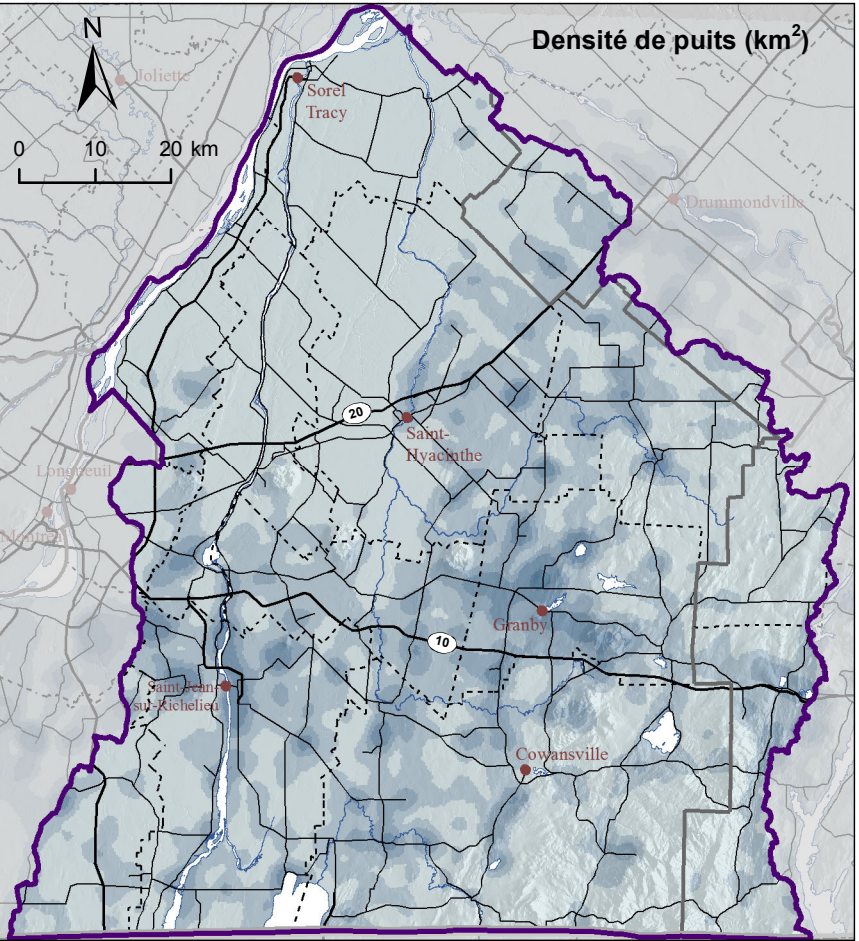 N
Densité de puits (km²)
Joliette
Sorel
Tracy
0 10 20 km
Drummondville
20
Saint-
Hyacinthe
Longueuil
Montréal
Granby
10
Saint-Jean-
sur-Richelieu
Cowansville